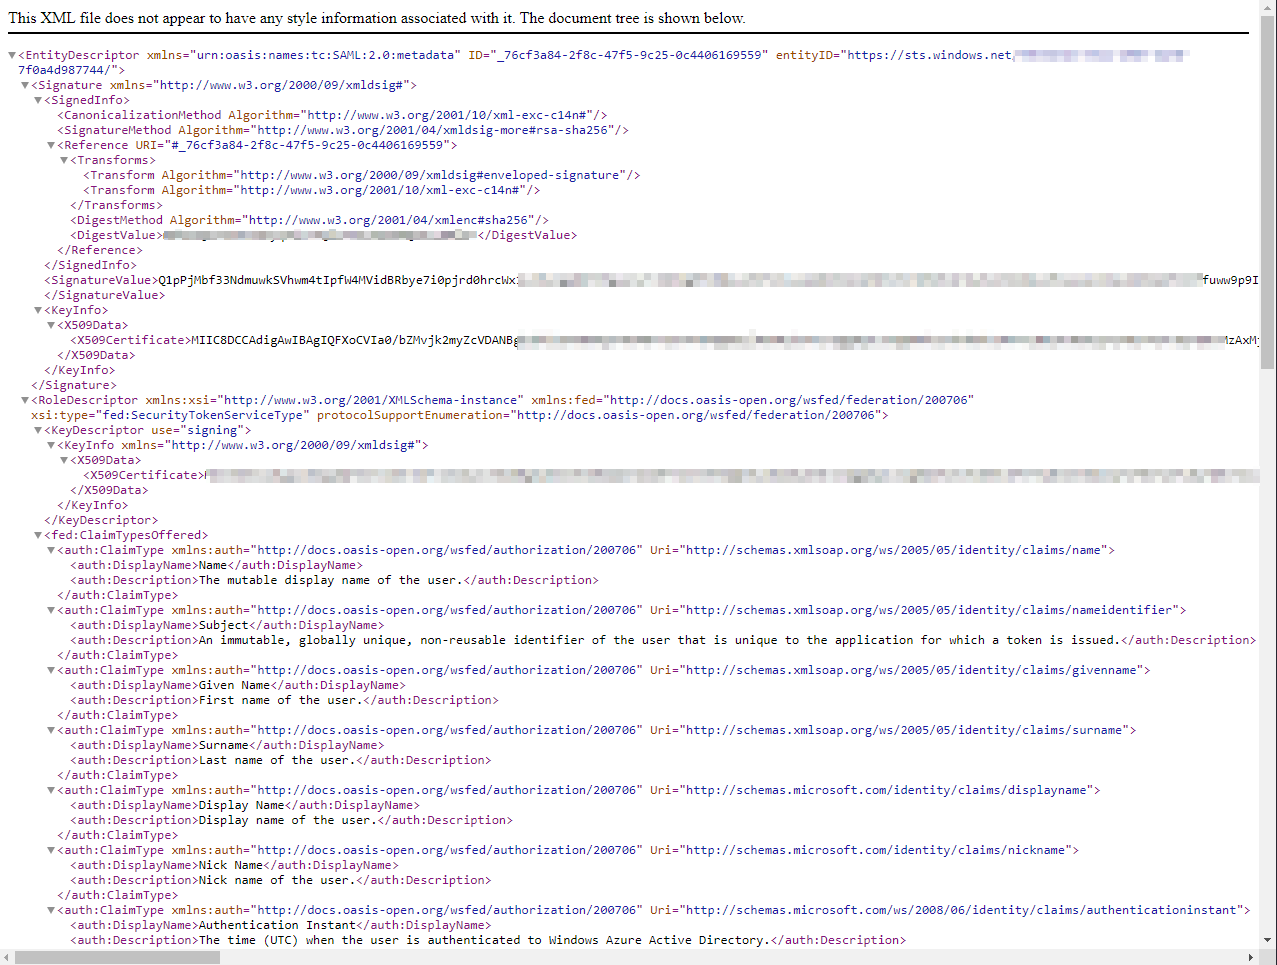 This XML file does not appear to have any style information associated with it. The document tree is shown below.
<EntityDescriptor xmlns="urn:oasis:names:tc:SAML:2.0:metadata" ID="_76cf3a84-2f8c-47f5-9c25-0c4406169559" entityID="https://sts.windows.net/
7f0a4d987744/">
<Signature xmlns="http://www.w3.org/2000/09/xmldsig#">
<SignedInfo>
<CanonicalizationMethod Algorithm="http://www.w3.org/2001/10/xml-exc-c14n#"/>
<SignatureMethod Algorithm="http://www.w3.org/2001/04/xmldsig-more#rsa-sha256"/>
<Reference URI="#_76cf3a84-2f8c-47f5-9c25-0c4406169559">
<Transforms>
<Transform Algorithm="http://www.w3.org/2000/09/xmldsig#enveloped-signature"/>
<Transform Algorithm="http://www.w3.org/2001/10/xml-exc-c14n#"/>
</Transforms>
<DigestMethod Algorithm="http://www.w3.org/2001/04/xmlenc#sha256"/>
<DigestValue> </DigestValue>
</Reference>
</SignedInfo>
<SignatureValue>Q1pPjMbf33NdmuwkSVhwm4tIpfW4MVidBRbye7i0pjrd0hrcWx fuww9p9I
</SignatureValue>
<KeyInfo>
<X509Data>
<X509Certificate>MIIC8DCCAdigAwIBAgIQFXoCVIa0/bZMvjk2myZcVDANBg MzAxMj
</X509Data>
</KeyInfo>
</Signature>
<RoleDescriptor xmlns:xsi="http://www.w3.org/2001/XMLSchema-instance" xmlns:fed="http://docs.oasis-open.org/wsfed/federation/200706"
xsi:type="fed:SecurityTokenServiceType" protocolSupportEnumeration="http://docs.oasis-open.org/wsfed/federation/200706">
<KeyDescriptor use="signing">
<KeyInfo xmlns="http://www.w3.org/2000/09/xmldsig#">
<X509Data>
<X509Certificate>
</X509Data>
</KeyInfo>
</KeyDescriptor>
<fed:ClaimTypesOffered>
<auth:ClaimType xmlns:auth="http://docs.oasis-open.org/wsfed/authorization/200706" Uri="http://schemas.xmlsoap.org/ws/2005/05/identity/claims/name">
<auth:DisplayName>Name</auth:DisplayName>
<auth:Description>The mutable display name of the user.</auth:Description>
</auth:ClaimType>
<auth:ClaimType xmlns:auth="http://docs.oasis-open.org/wsfed/authorization/200706" Uri="http://schemas.xmlsoap.org/ws/2005/05/identity/claims/nameidentifier">
<auth:DisplayName>Subject</auth:DisplayName>
<auth:Description>An immutable, globally unique, non-reusable identifier of the user that is unique to the application for which a token is issued.</auth:Description>
</auth:ClaimType>
<auth:ClaimType xmlns:auth="http://docs.oasis-open.org/wsfed/authorization/200706" Uri="http://schemas.xmlsoap.org/ws/2005/05/identity/claims/givenname">
<auth:DisplayName>Given Name</auth:DisplayName>
<auth:Description>First name of the user.</auth:Description>
</auth:ClaimType>
<auth:ClaimType xmlns:auth="http://docs.oasis-open.org/wsfed/authorization/200706" Uri="http://schemas.xmlsoap.org/ws/2005/05/identity/claims/surname">
<auth:DisplayName>Surname</auth:DisplayName>
<auth:Description>Last name of the user.</auth:Description>
</auth:ClaimType>
<auth:ClaimType xmlns:auth="http://docs.oasis-open.org/wsfed/authorization/200706" Uri="http://schemas.microsoft.com/identity/claims/displayname">
<auth:DisplayName>Display Name</auth:DisplayName>
<auth:Description>Display name of the user.</auth:Description>
</auth:ClaimType>
<auth:ClaimType xmlns:auth="http://docs.oasis-open.org/wsfed/authorization/200706" Uri="http://schemas.microsoft.com/identity/claims/nickname">
<auth:DisplayName>Nick Name</auth:DisplayName>
<auth:Description>Nick name of the user.</auth:Description>
</auth:ClaimType>
<auth:ClaimType xmlns:auth="http://docs.oasis-open.org/wsfed/authorization/200706" Uri="http://schemas.microsoft.com/ws/2008/06/identity/claims/authenticationinstant">
<auth:DisplayName>Authentication Instant</auth:DisplayName>
<auth:Description>The time (UTC) when the user is authenticated to Windows Azure Active Directory.</auth:Description>